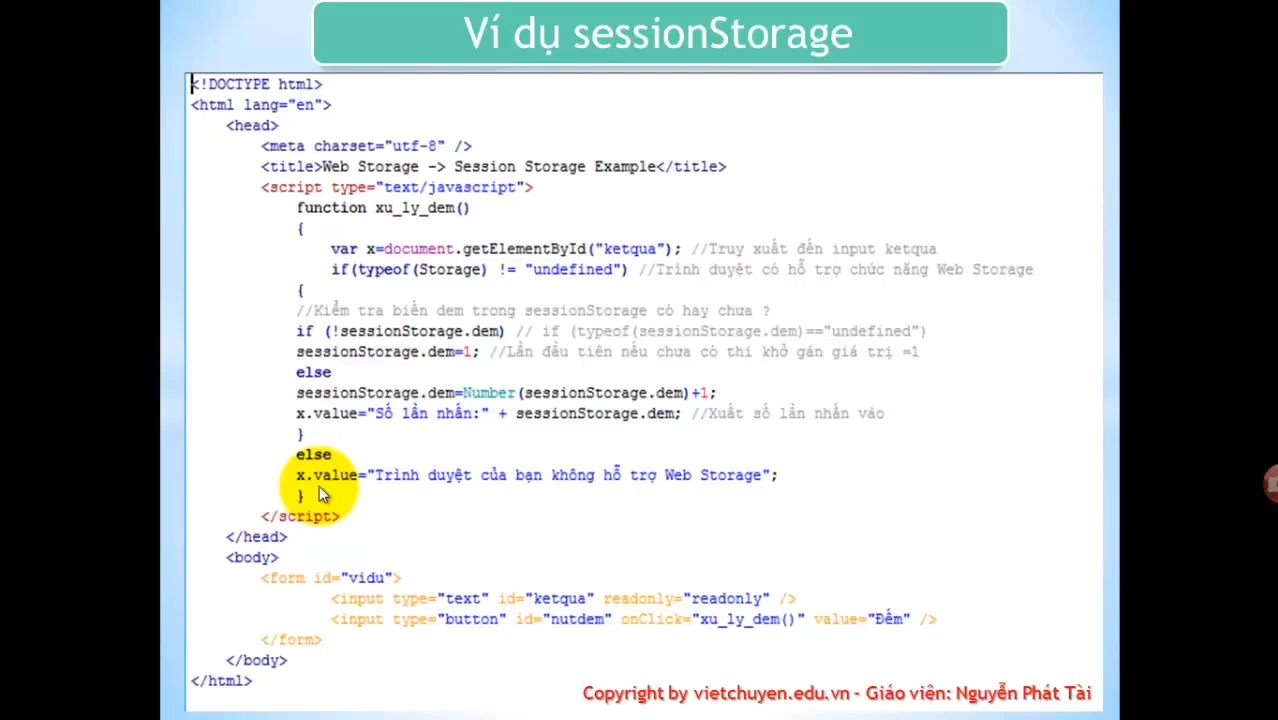 Ví dụ sessionStorage
<!DOCTYPE html>
<html lang="en">
<head>
<meta charset="utf-8" />
<title>Web Storage -> Session Storage Example</title>
<script type="text/javascript">
function xu_ly_dem()
{
var x=document.getElementById("ketqua"); //Truy xuất đến input ketqua
if(typeof(Storage) != "undefined") //Trình duyệt có hỗ trợ chức năng Web Storage
{
//Kiểm tra biến dem trong sessionStorage có hay chưa ?
if (!sessionStorage.dem) // if (typeof(sessionStorage.dem)=="undefined")
sessionStorage.dem=1; //Lần đầu tiên nếu chưa có thì khở gán giá trị =1
else
sessionStorage.dem=Number(sessionStorage.dem)+1;
x.value="Số lần nhấn:" + sessionStorage.dem; //Xuất số lần nhấn vào
}
else
x.value="Trình duyệt của bạn không hỗ trợ Web Storage";
}
</script>
</head>
<body>
<form id="vidu">
<input type="text" id="ketqua" readonly="readonly" />
<input type="button" id="nutdem" onClick="xu_ly_dem()" value="Đếm" />
</form>
</body>
</html>
Copyright by vietchuyen.edu.vn - Giáo viên: Nguyễn Phát Tài